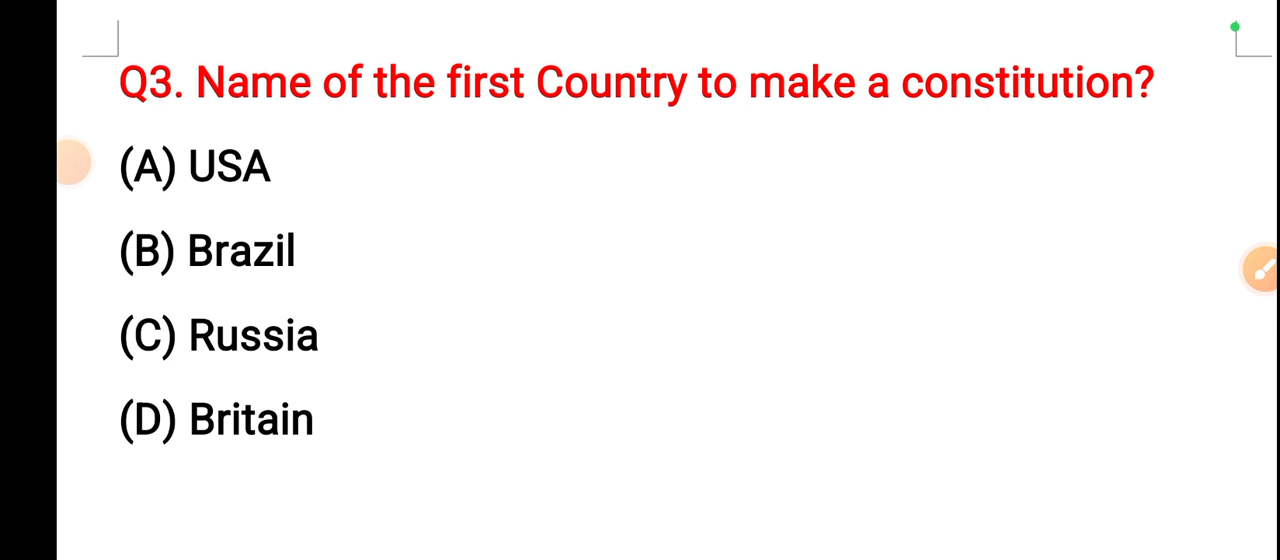 Q3. Name of the first Country to make a constitution?
(A) USA
(B) Brazil
(C) Russia
(D) Britain